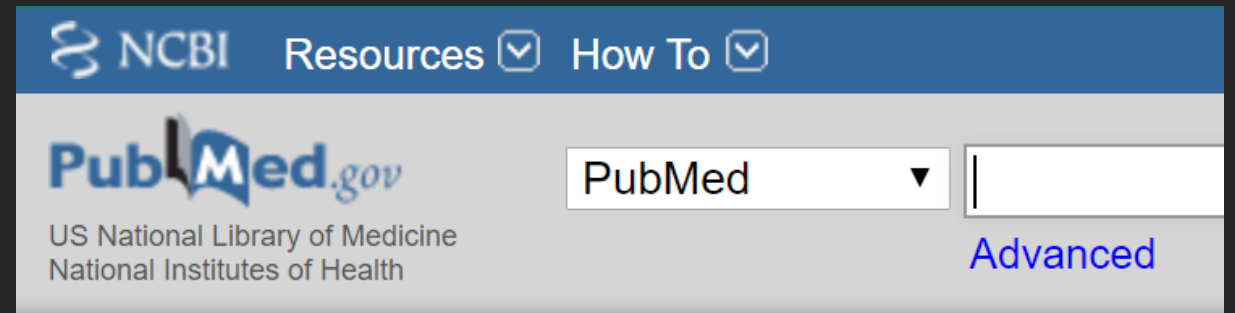 NCBI Resources How To
PubMed.gov
PubMed
US National Library of Medicine
National Institutes of Health
Advanced